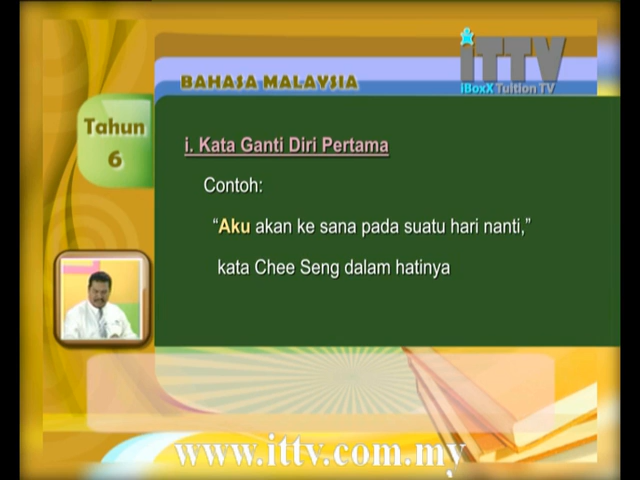 iTTV
BAHASA MALAYSIA
iBoxX Tuition TV
Tahun
6
i. Kata Ganti Diri Pertama
Contoh:
“Aku akan ke sana pada suatu hari nanti,”
kata Chee Seng dalam hatinya
www.ittv.com.my